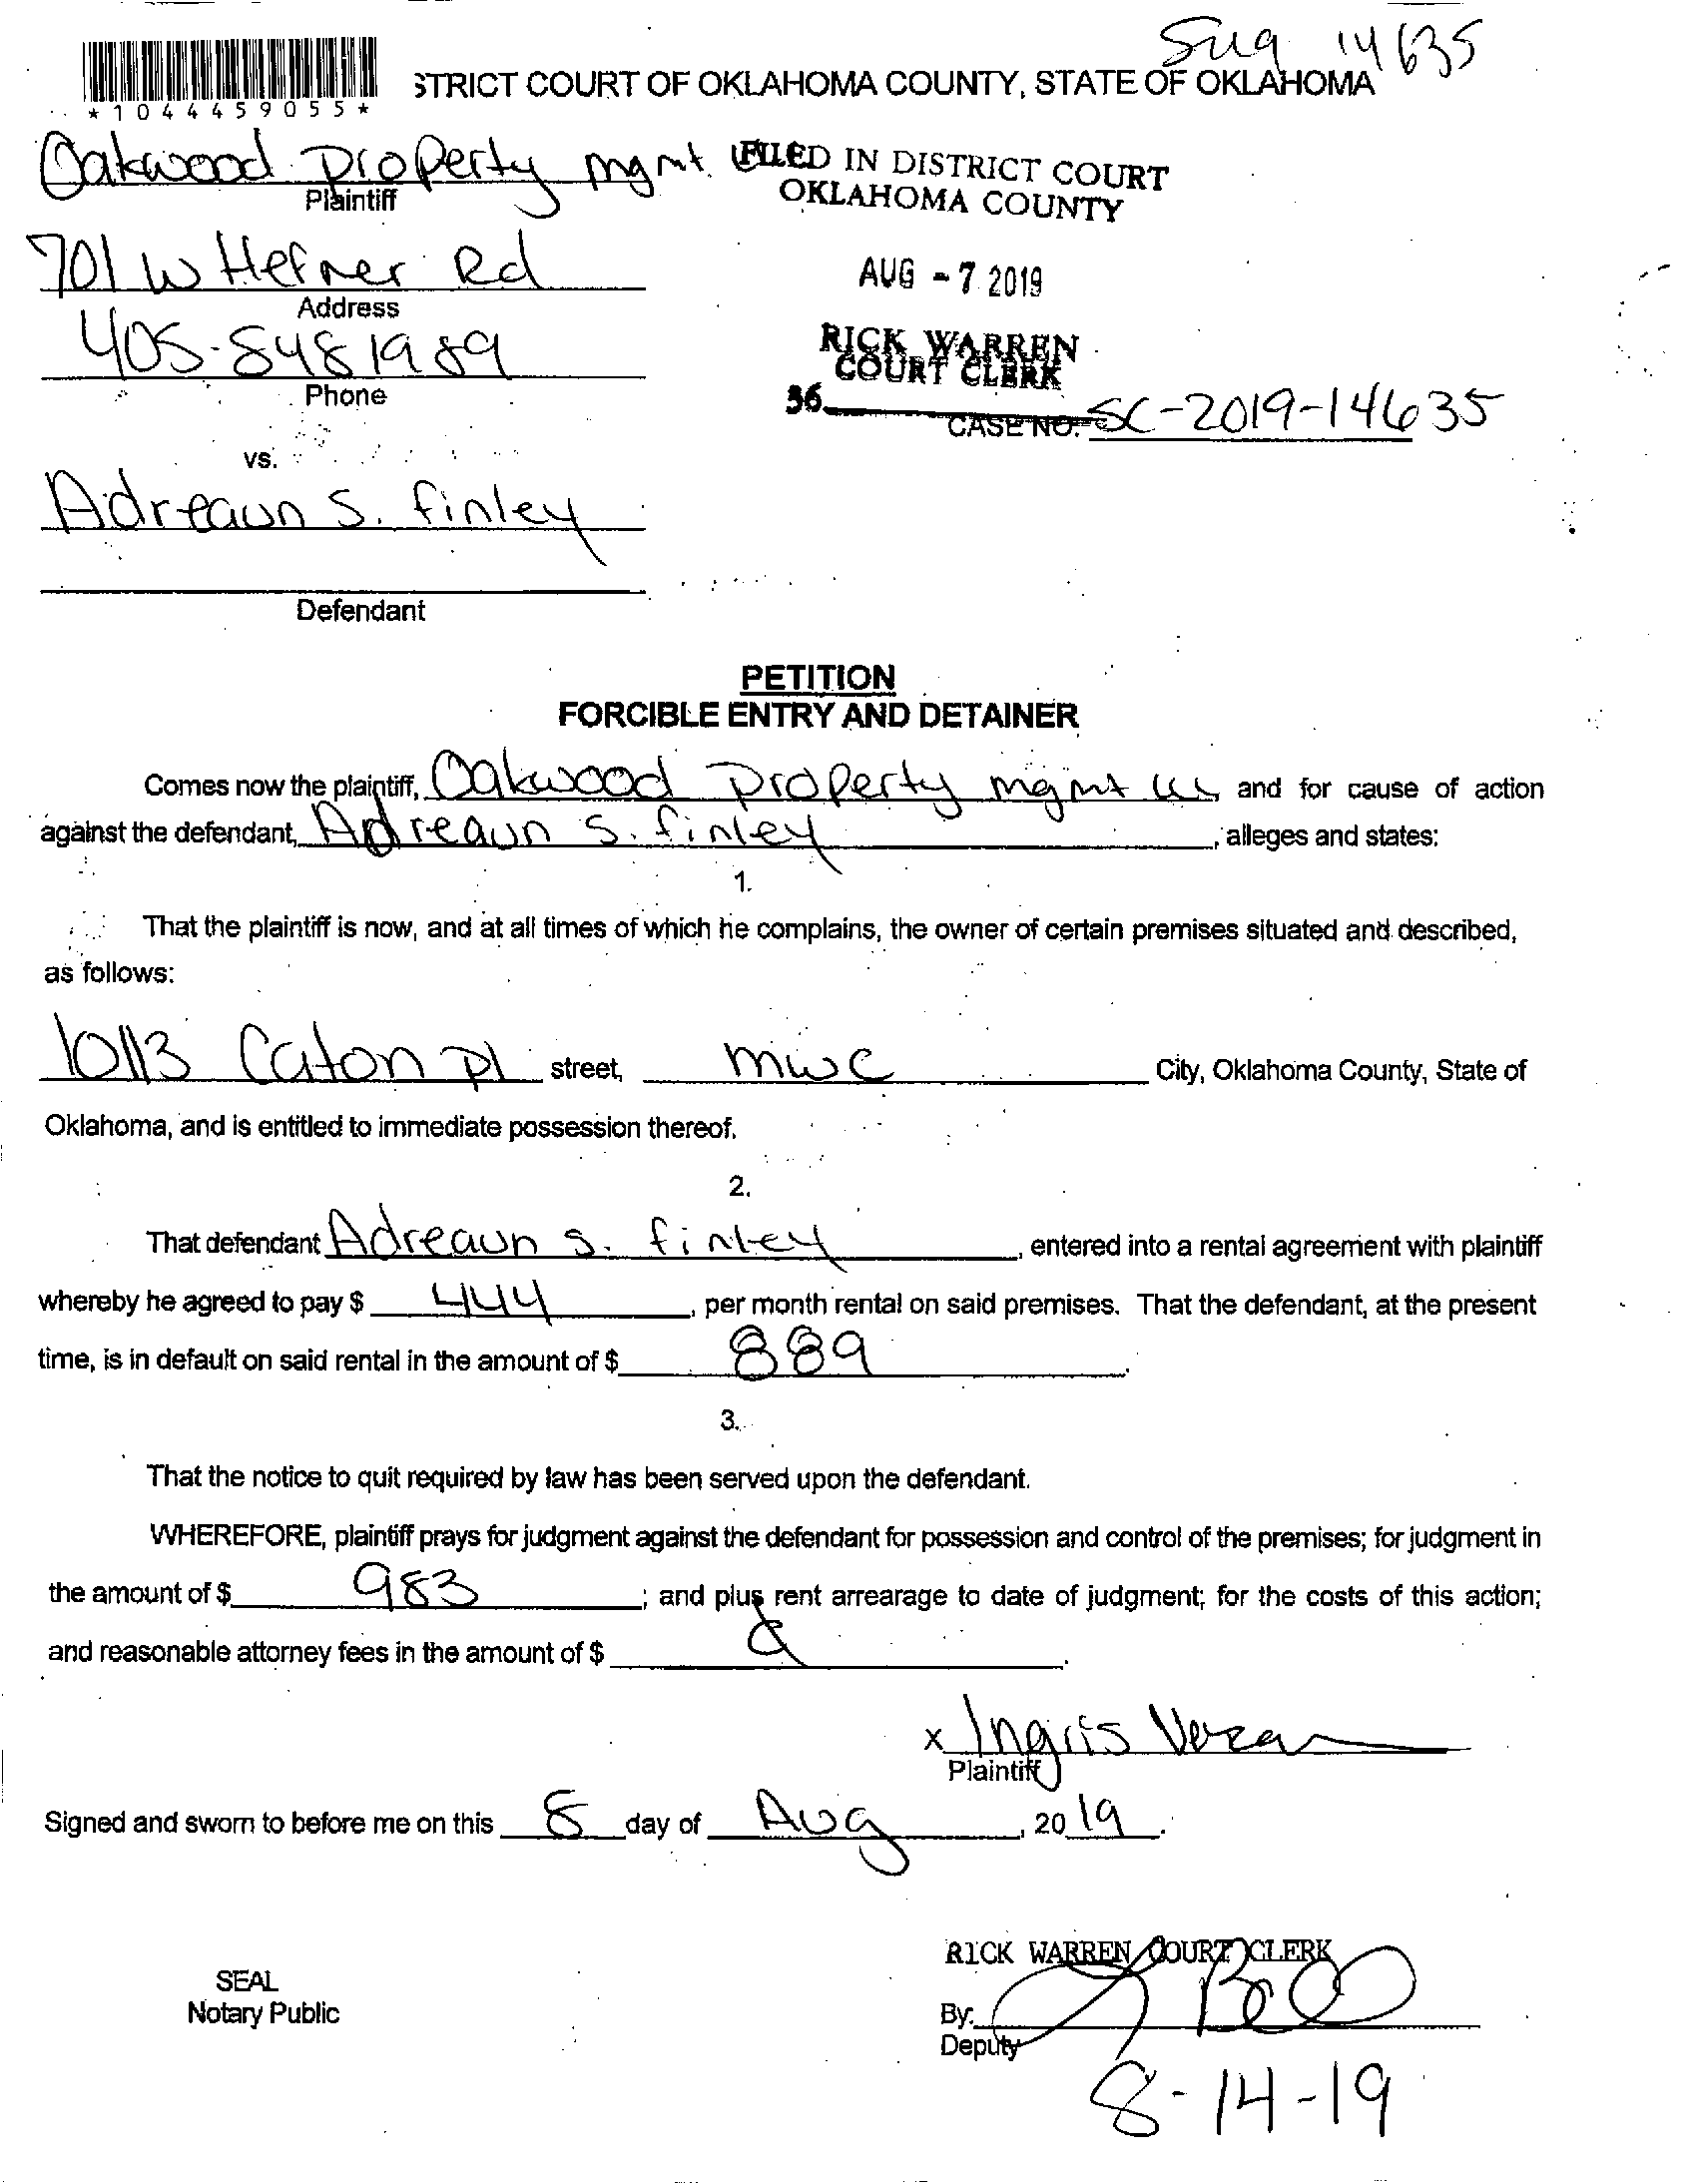 Sug 14635
STRICT COURT OF OKLAHOMA COUNTY, STATE OF OKLAHOMA
*1044459055*
Oakwood Property mgmt.
FILED IN DISTRICT COURT
OKLAHOMA COUNTY
Plaintiff
701 W Hefner Rd
AUG - 7 2019
Address
405-848 1989
RICK WARREN
COURT CLERK
Phone
36
CASE NO. SC-2019-14635
vs.
Adreaun S. finley
Defendant
PETITION
FORCIBLE ENTRY AND DETAINER
Comes now the plaintiff, Oakwood Property mgmt LLC and for cause of action
against the defendant, Adreaun S. finley, alleges and states:
1.
That the plaintiff is now, and at all times of which he complains, the owner of certain premises situated and described,
as follows:
10113 Caton pl street, mwc City, Oklahoma County, State of
Oklahoma, and is entitled to immediate possession thereof.
2.
That defendant Adreaun S. finley, entered into a rental agreement with plaintiff
whereby he agreed to pay $ 444, per month rental on said premises. That the defendant, at the present
time, is in default on said rental in the amount of $ 889.
3.
That the notice to quit required by law has been served upon the defendant.
WHEREFORE, plaintiff prays for judgment against the defendant for possession and control of the premises; for judgment in
the amount of $ 983; and plus rent arrearage to date of judgment; for the costs of this action;
and reasonable attorney fees in the amount of $.
x Ingris Veza
Plaintiff
Signed and sworn to before me on this 8 day of Aug, 2019.
RICK WARREN COURT CLERK
SEAL
Notary Public
By:
Deputy
8-14-19